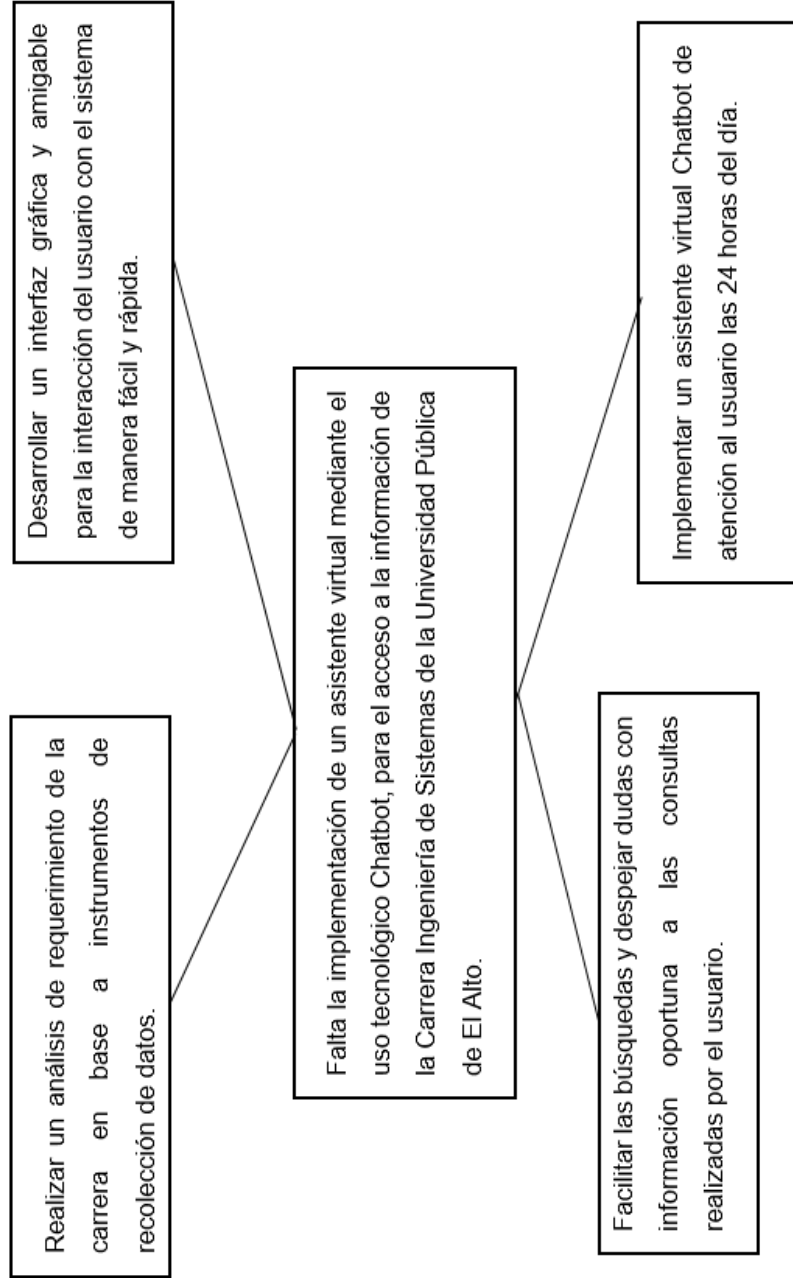 Realizar un análisis de requerimiento de la
carrera en base a instrumentos de
recolección de datos.
Desarrollar un interfaz gráfica y amigable
para la interacción del usuario con el sistema
de manera fácil y rápida.
Falta la implementación de un asistente virtual mediante el
uso tecnológico Chatbot, para el acceso a la información de
la Carrera Ingeniería de Sistemas de la Universidad Pública
de El Alto.
Facilitar las búsquedas y despejar dudas con
información oportuna a las consultas
realizadas por el usuario.
Implementar un asistente virtual Chatbot de
atención al usuario las 24 horas del día.